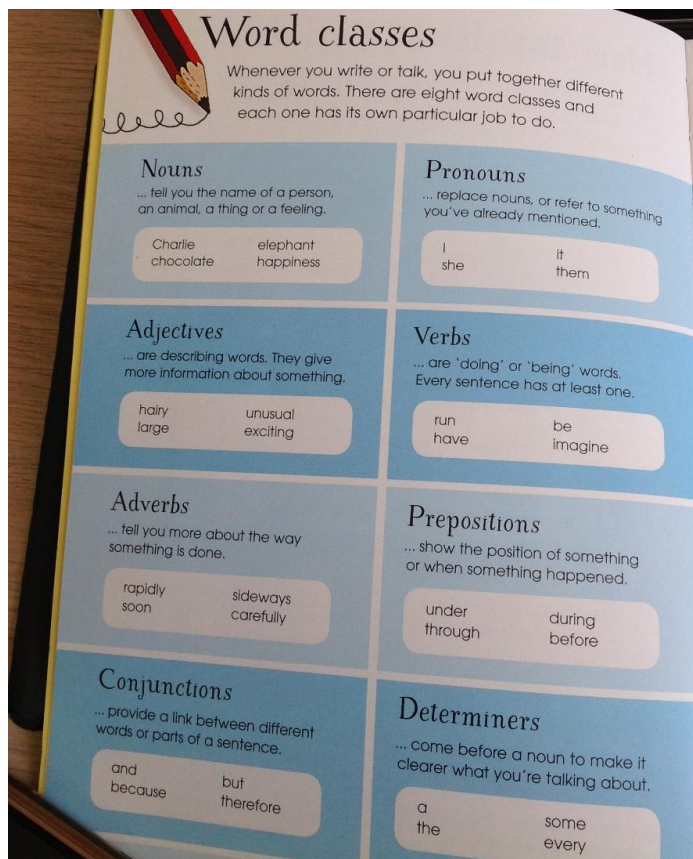 Word classes
Whenever you write or talk, you put together different
kinds of words. There are eight word classes and
each one has its own particular job to do.
Nouns
... tell you the name of a person,
an animal, a thing or a feeling.
Charlie elephant
chocolate happiness
Pronouns
... replace nouns, or refer to something
you've already mentioned.
I it
she them
Adjectives
... are describing words. They give
more information about something.
hairy unusual
large exciting
Verbs
... are 'doing' or 'being' words.
Every sentence has at least one.
run be
have imagine
Adverbs
... tell you more about the way
something is done.
rapidly sideways
soon carefully
Prepositions
... show the position of something
or when something happened.
under during
through before
Conjunctions
... provide a link between different
words or parts of a sentence.
and but
because therefore
Determiners
... come before a noun to make it
clearer what you're talking about.
a some
the every